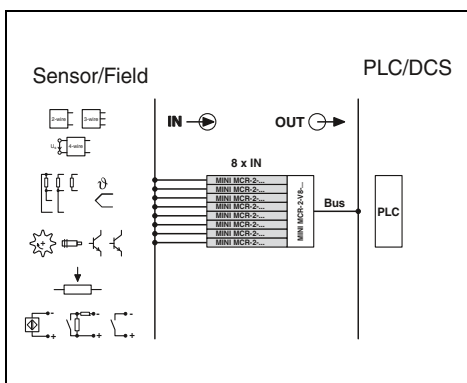 Sensor/Field
PLC/DCS
2-wire
3-wire
4-wire
IN
OUT
8 x IN
MINI MCR-2-...
MINI MCR-2-...
MINI MCR-2-...
MINI MCR-2-...
MINI MCR-2-...
MINI MCR-2-...
MINI MCR-2-...
MINI MCR-2-...
MINI MCR-2-V8-...
Bus
PLC
ϑ
+
-
+
-
+
-
+